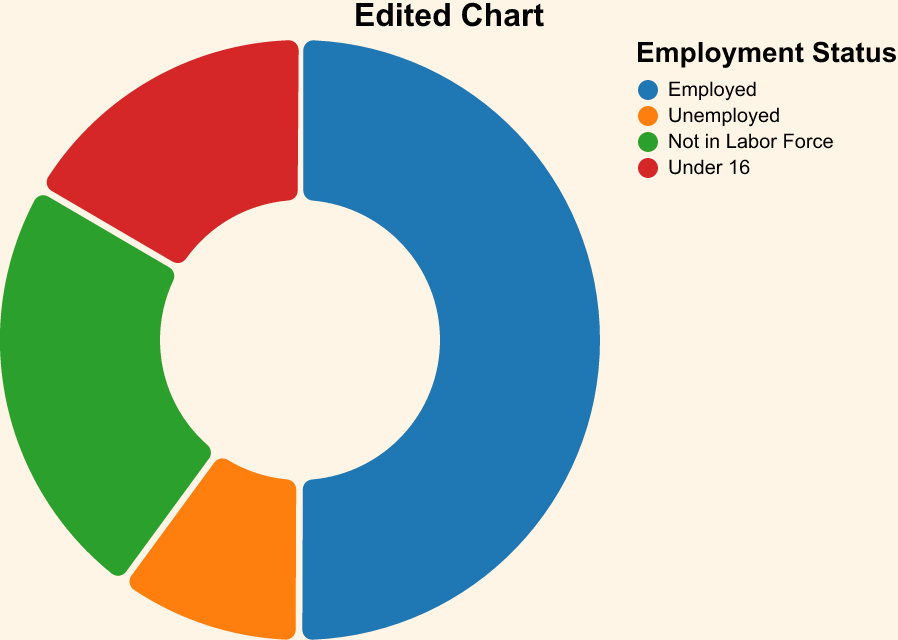 Edited Chart
Employment Status
Employed
Unemployed
Not in Labor Force
Under 16